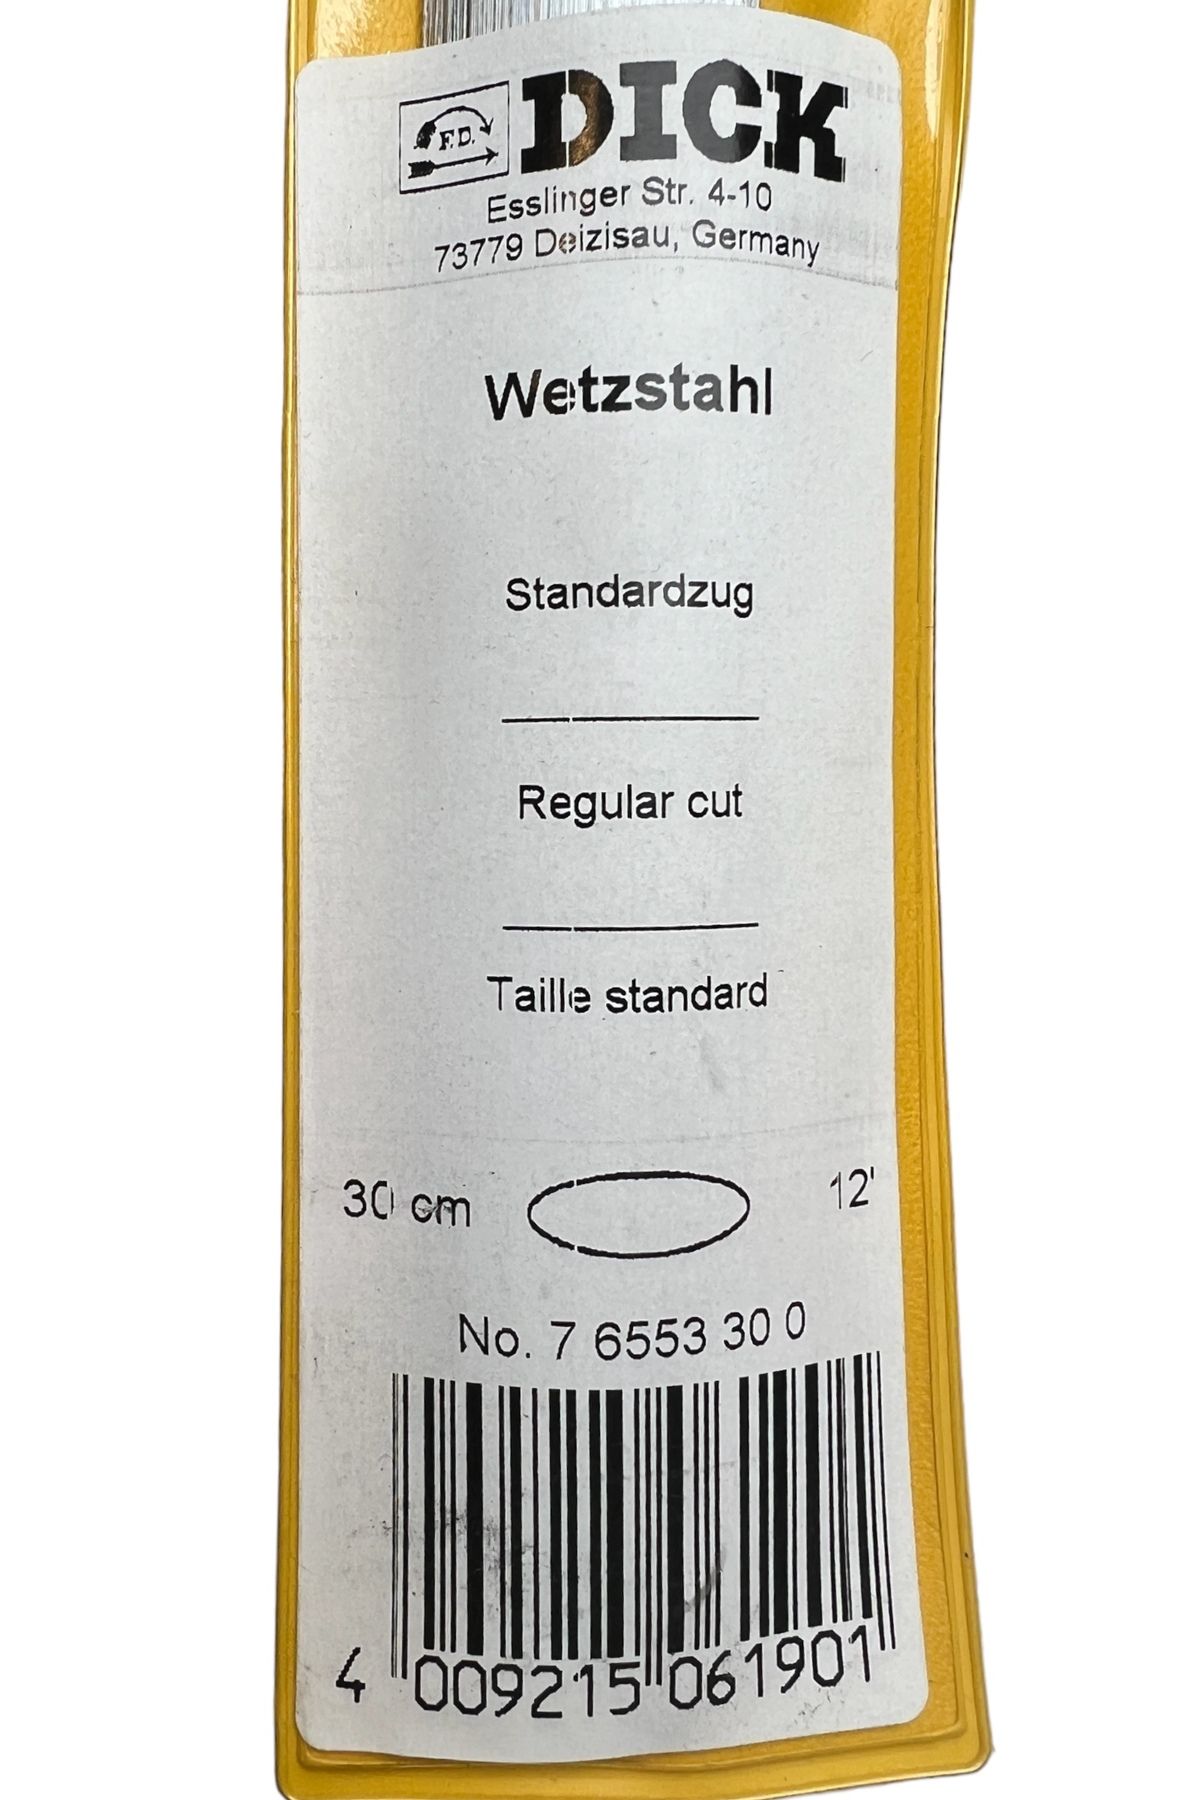 F.D. DICK
Esslinger Str. 4-10
73779 Deizisau, Germany
Wetzstahl
Standardzug
Regular cut
Taille standard
30 cm 12'
No. 7 6553 30 0
4 009215 061901